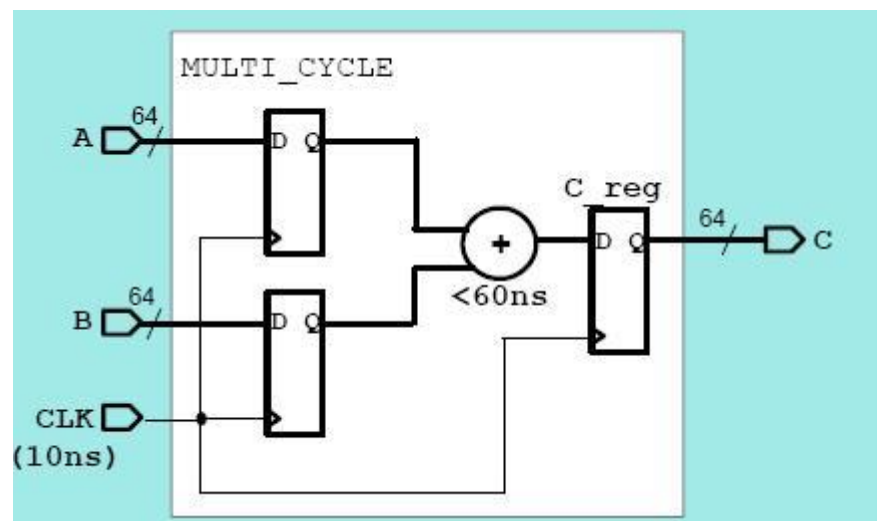 MULTI_CYCLE
64
A
D Q
C_reg
64
D Q
C
+
<60ns
64
B
D Q
CLK
(10ns)